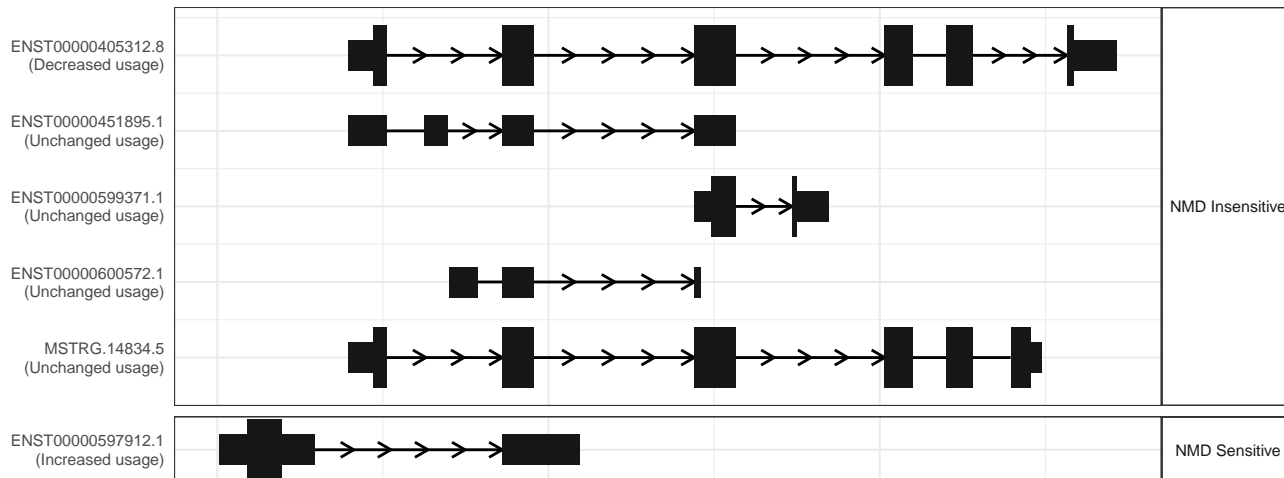 ENST00000405312.8
(Decreased usage)
ENST00000451895.1
(Unchanged usage)
ENST00000599371.1
(Unchanged usage)
NMD Insensitive
ENST00000600572.1
(Unchanged usage)
MSTRG.14834.5
(Unchanged usage)
ENST00000597912.1
(Increased usage)
NMD Sensitive